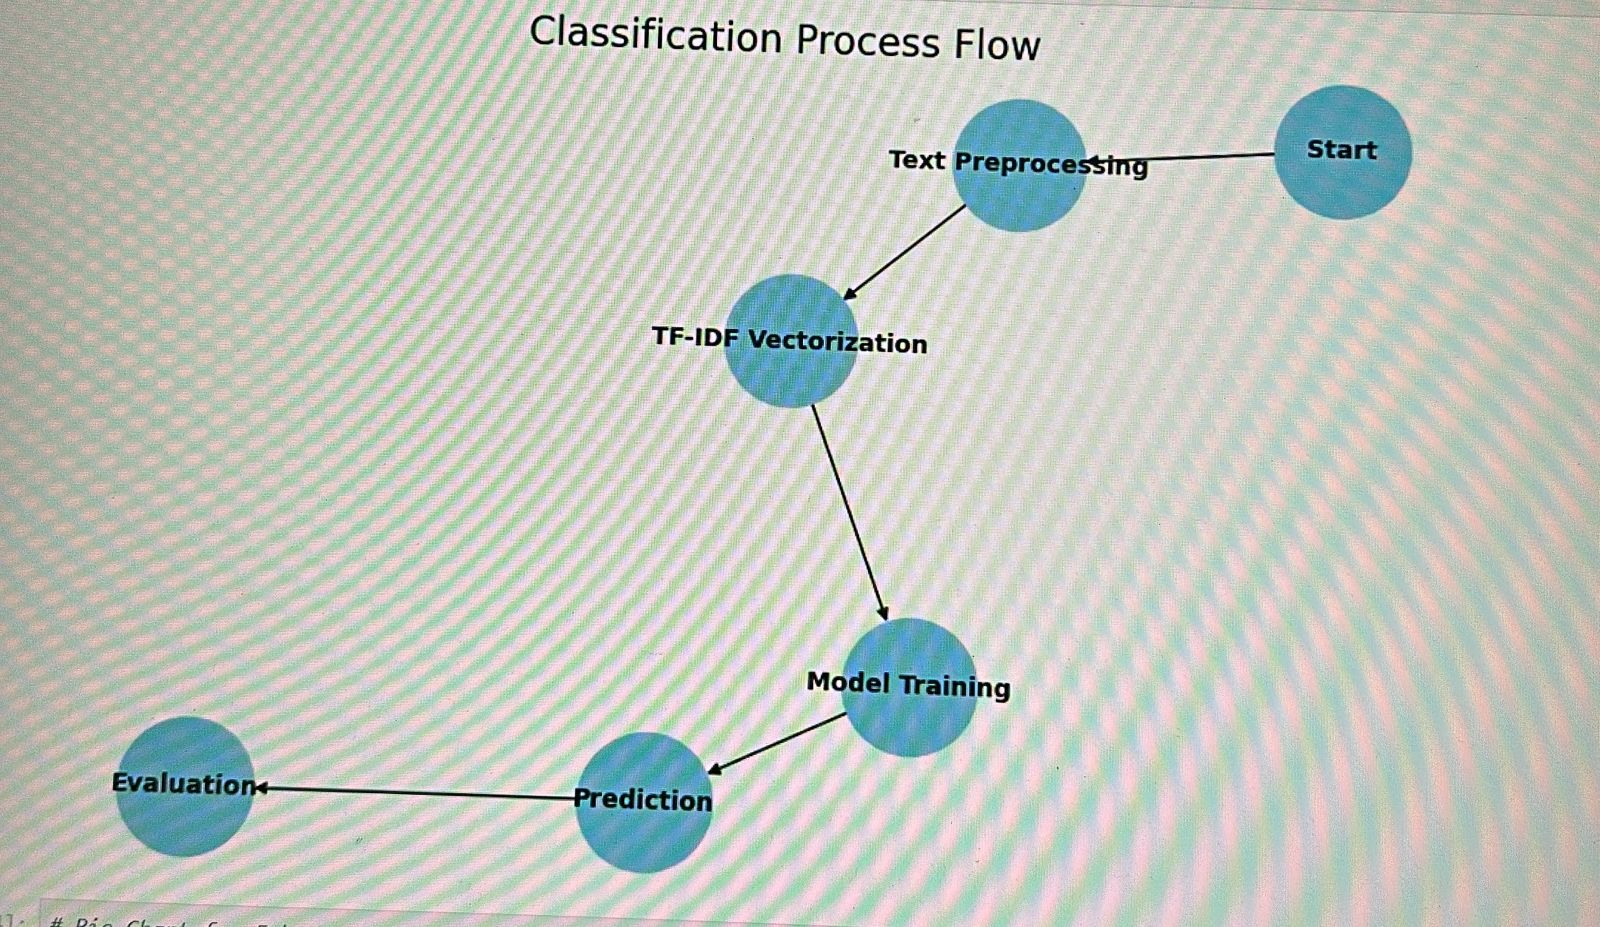 Classification Process Flow
Start
Text Preprocessing
TF-IDF Vectorization
Model Training
Prediction
Evaluation
#